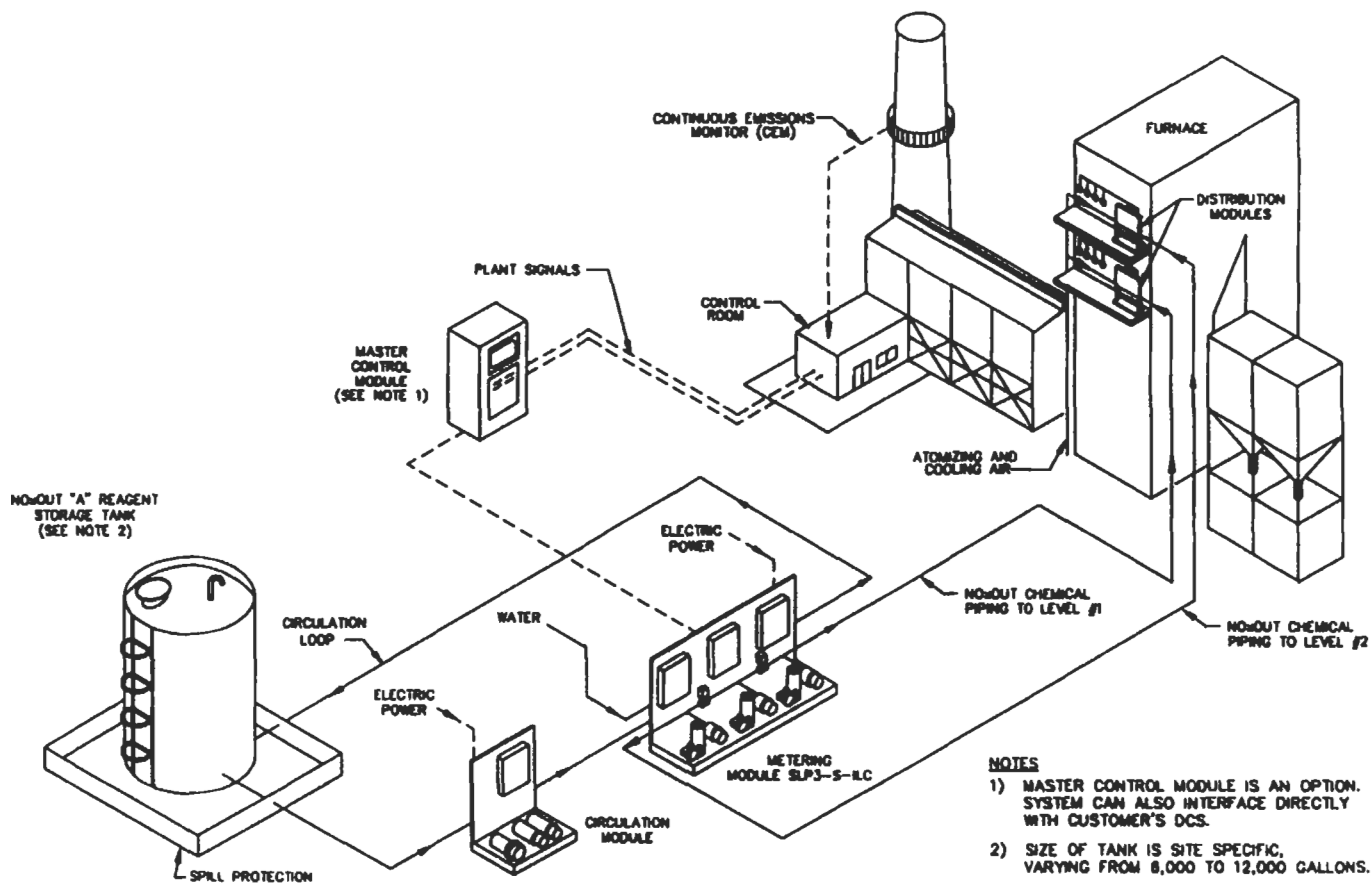 CONTINUOUS EMISSIONS
MONITOR (CEM)
FURNACE
DISTRIBUTION
MODULES
PLANT SIGNALS
CONTROL
ROOM
MASTER
CONTROL
MODULE
(SEE NOTE 1)
ATOMIZING AND
COOLING AIR
NOxOUT "A" REAGENT
STORAGE TANK
(SEE NOTE 2)
ELECTRIC
POWER
NOxOUT CHEMICAL
PIPING TO LEVEL #1
WATER
CIRCULATION
LOOP
NOxOUT CHEMICAL
PIPING TO LEVEL #2
ELECTRIC
POWER
METERING
MODULE SLP3-S-ILC
CIRCULATION
MODULE
SPILL PROTECTION
NOTES
1) MASTER CONTROL MODULE IS AN OPTION.
SYSTEM CAN ALSO INTERFACE DIRECTLY
WITH CUSTOMER'S DCS.
2) SIZE OF TANK IS SITE SPECIFIC,
VARYING FROM 6,000 TO 12,000 GALLONS.